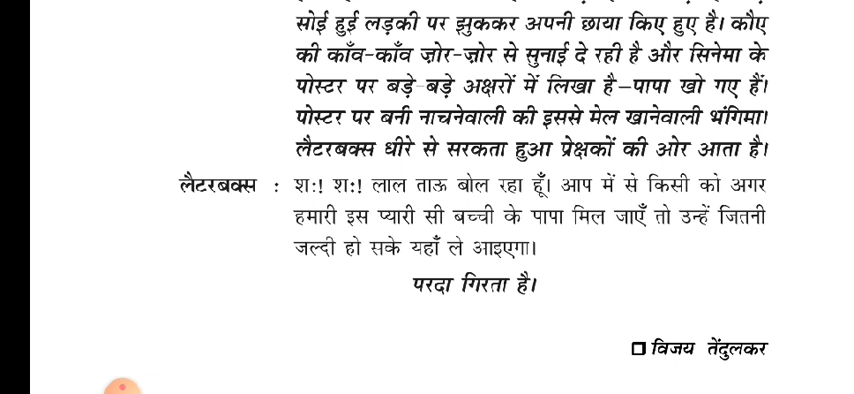 सोई हुई लड़की पर झुककर अपनी छाया किए हुए है। कौए
की काँव-काँव ज़ोर-ज़ोर से सुनाई दे रही है और सिनेमा के
पोस्टर पर बड़े-बड़े अक्षरों में लिखा है–पापा खो गए हैं।
पोस्टर पर बनी नाचनेवाली की इससे मेल खानेवाली भंगिमा।
लैटरबक्स धीरे से सरकता हुआ प्रेक्षकों की ओर आता है।
लैटरबक्स : श:! श:! लाल ताऊ बोल रहा हूँ। आप में से किसी को अगर
हमारी इस प्यारी सी बच्ची के पापा मिल जाएँ तो उन्हें जितनी
जल्दी हो सके यहाँ ले आइएगा।
परदा गिरता है।
❑ विजय तेंदुलकर